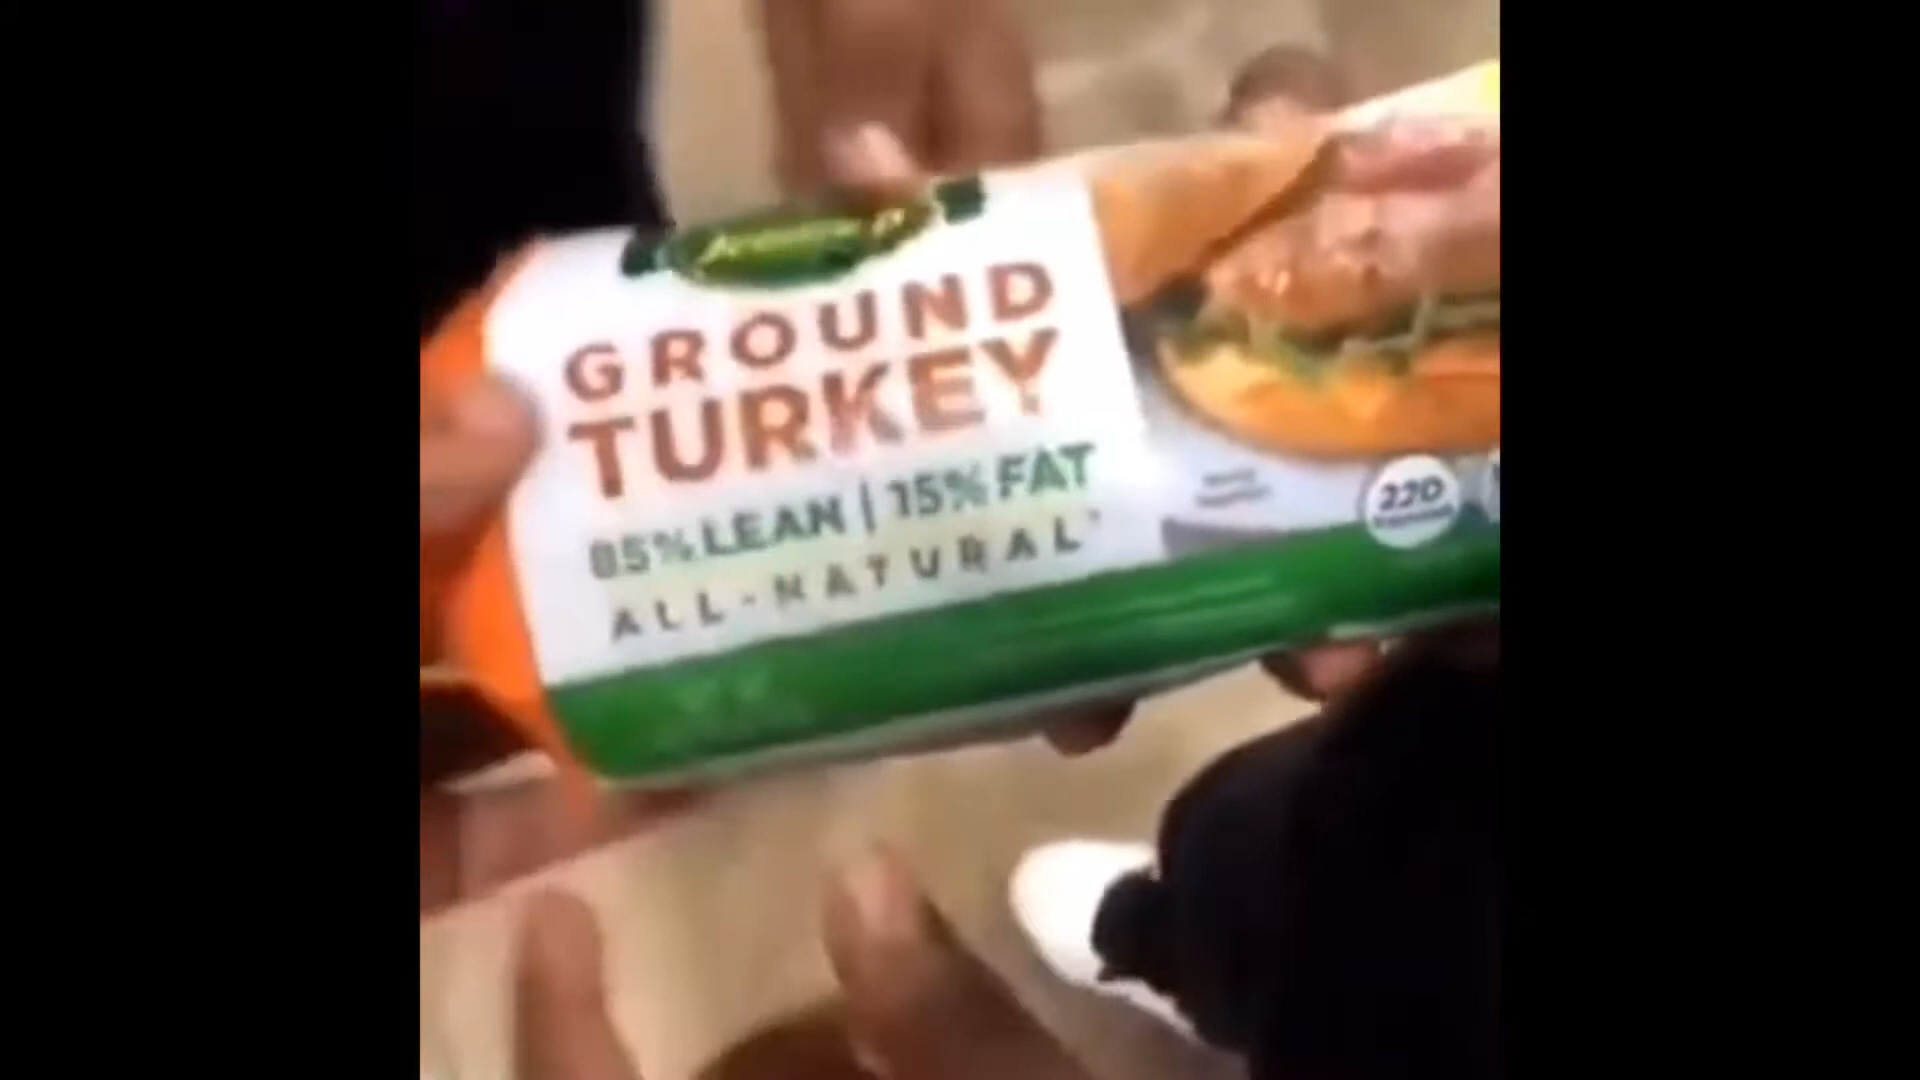 GROUND
TURKEY
85% LEAN | 15% FAT
ALL-NATURAL*
220